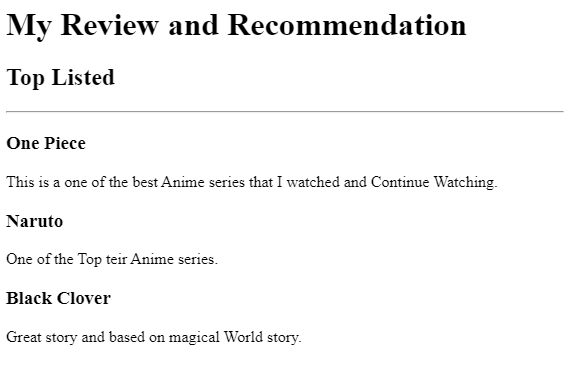 My Review and Recommendation
Top Listed
One Piece
This is a one of the best Anime series that I watched and Continue Watching.
Naruto
One of the Top teir Anime series.
Black Clover
Great story and based on magical World story.